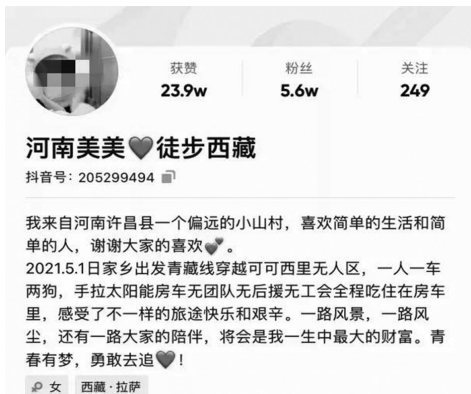 获赞 粉丝 关注
23.9w 5.6w 249
河南美美🖤徒步西藏
抖音号：205299494
我来自河南许昌县一个偏远的小山村，喜欢简单的生活和简
单的人，谢谢大家的喜欢💕。
2021.5.1日家乡出发青藏线穿越可可西里无人区，一人一车
两狗，手拉太阳能房车无团队无后援无工会全程吃住在房车
里，感受了不一样的旅途快乐和艰辛。一路风景，一路风
尘，还有一路大家的陪伴，将会是我一生中最大的财富。青
春有梦，勇敢去追🖤！
女 西藏·拉萨